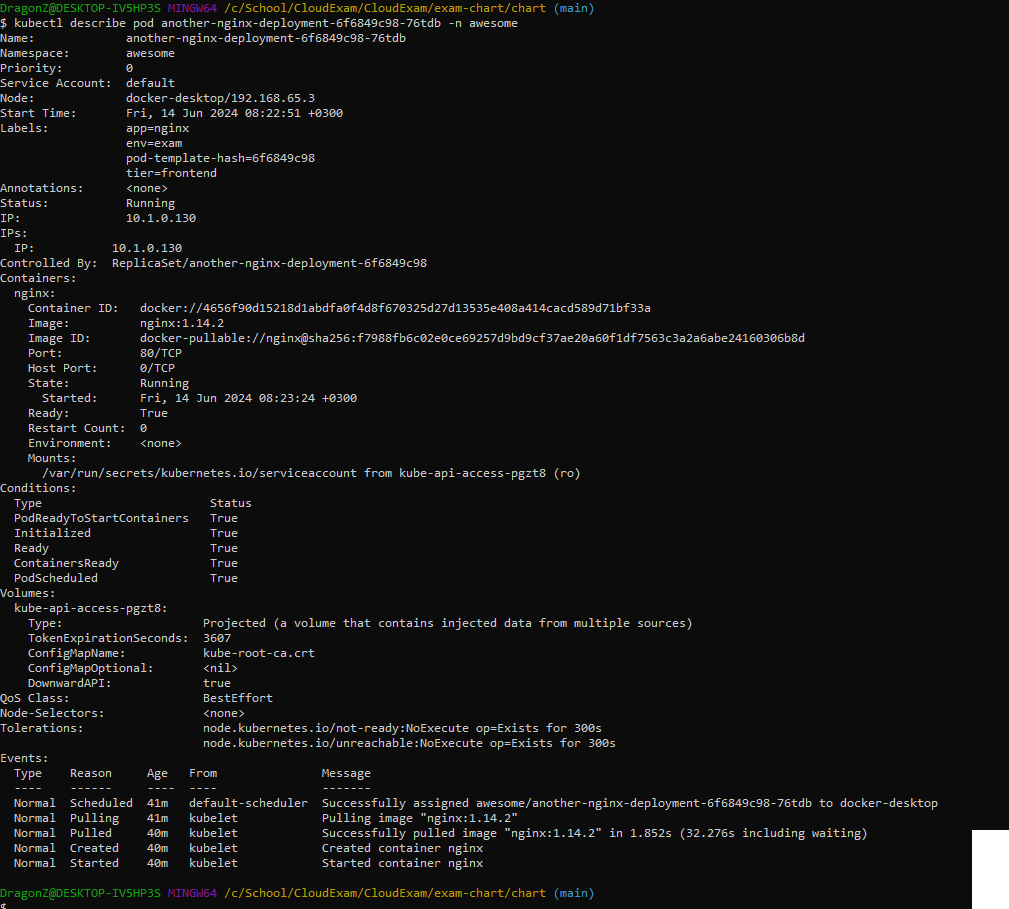 DragonZ@DESKTOP-IV5HP3S MINGW64 /c/School/CloudExam/CloudExam/exam-chart/chart (main)
$ kubectl describe pod another-nginx-deployment-6f6849c98-76tdb -n awesome
Name:             another-nginx-deployment-6f6849c98-76tdb
Namespace:        awesome
Priority:         0
Service Account:  default
Node:             docker-desktop/192.168.65.3
Start Time:       Fri, 14 Jun 2024 08:22:51 +0300
Labels:           app=nginx
                  env=exam
                  pod-template-hash=6f6849c98
                  tier=frontend
Annotations:      <none>
Status:           Running
IP:               10.1.0.130
IPs:
  IP:           10.1.0.130
Controlled By:  ReplicaSet/another-nginx-deployment-6f6849c98
Containers:
  nginx:
    Container ID:   docker://4656f90d15218d1abdfa0f4d8f670325d27d13535e408a414cacd589d71bf33a
    Image:          nginx:1.14.2
    Image ID:       docker-pullable://nginx@sha256:f7988fb6c02e0ce69257d9bd9cf37ae20a60f1df7563c3a2a6abe24160306b8d
    Port:           80/TCP
    Host Port:      0/TCP
    State:          Running
      Started:      Fri, 14 Jun 2024 08:23:24 +0300
    Ready:          True
    Restart Count:  0
    Environment:    <none>
    Mounts:
      /var/run/secrets/kubernetes.io/serviceaccount from kube-api-access-pgzt8 (ro)
Conditions:
  Type                        Status
  PodReadyToStartContainers   True
  Initialized                 True
  Ready                       True
  ContainersReady             True
  PodScheduled                True
Volumes:
  kube-api-access-pgzt8:
    Type:                    Projected (a volume that contains injected data from multiple sources)
    TokenExpirationSeconds:  3607
    ConfigMapName:           kube-root-ca.crt
    ConfigMapOptional:       <nil>
    DownwardAPI:             true
QoS Class:                   BestEffort
Node-Selectors:              <none>
Tolerations:                 node.kubernetes.io/not-ready:NoExecute op=Exists for 300s
                             node.kubernetes.io/unreachable:NoExecute op=Exists for 300s
Events:
  Type    Reason     Age   From               Message
  ----    ------     ----  ----               -------
  Normal  Scheduled  41m   default-scheduler  Successfully assigned awesome/another-nginx-deployment-6f6849c98-76tdb to docker-desktop
  Normal  Pulling    41m   kubelet            Pulling image "nginx:1.14.2"
  Normal  Pulled     40m   kubelet            Successfully pulled image "nginx:1.14.2" in 1.852s (32.276s including waiting)
  Normal  Created    40m   kubelet            Created container nginx
  Normal  Started    40m   kubelet            Started container nginx
DragonZ@DESKTOP-IV5HP3S MINGW64 /c/School/CloudExam/CloudExam/exam-chart/chart (main)
$